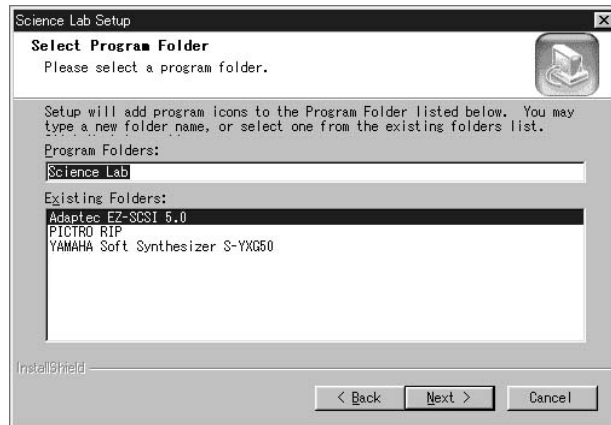 Science Lab Setup
Select Program Folder
Please select a program folder.
Setup will add program icons to the Program Folder listed below. You may
type a new folder name, or select one from the existing folders list.
Program Folders:
Science Lab
Existing Folders:
Adaptec EZ-SCSI 5.0
PICTRO RIP
YAMAHA Soft Synthesizer S-YXG50
InstallShield
< Back Next > Cancel